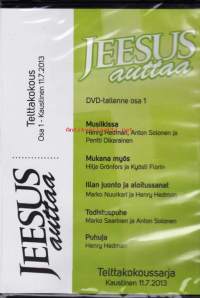 Telttakokous
Osa 1 - Kaustinen 11.7.2013
JEESUS
auttaa
JEESUS
auttaa
DVD-tallenne osa 1
Musiikissa
Henry Hedman, Anton Solonen ja
Pentti Oikarainen
Mukana myös
Hilja Grönfors ja Kyösti Florin
Illan juonto ja aloitussanat
Marko Nuuikari ja Henry Hedman
Todistuspuhe
Marko Saarinen ja Anton Solonen
Puhuja
Henry Hedman
Telttakokoussarja
Kaustinen 11.7.2013